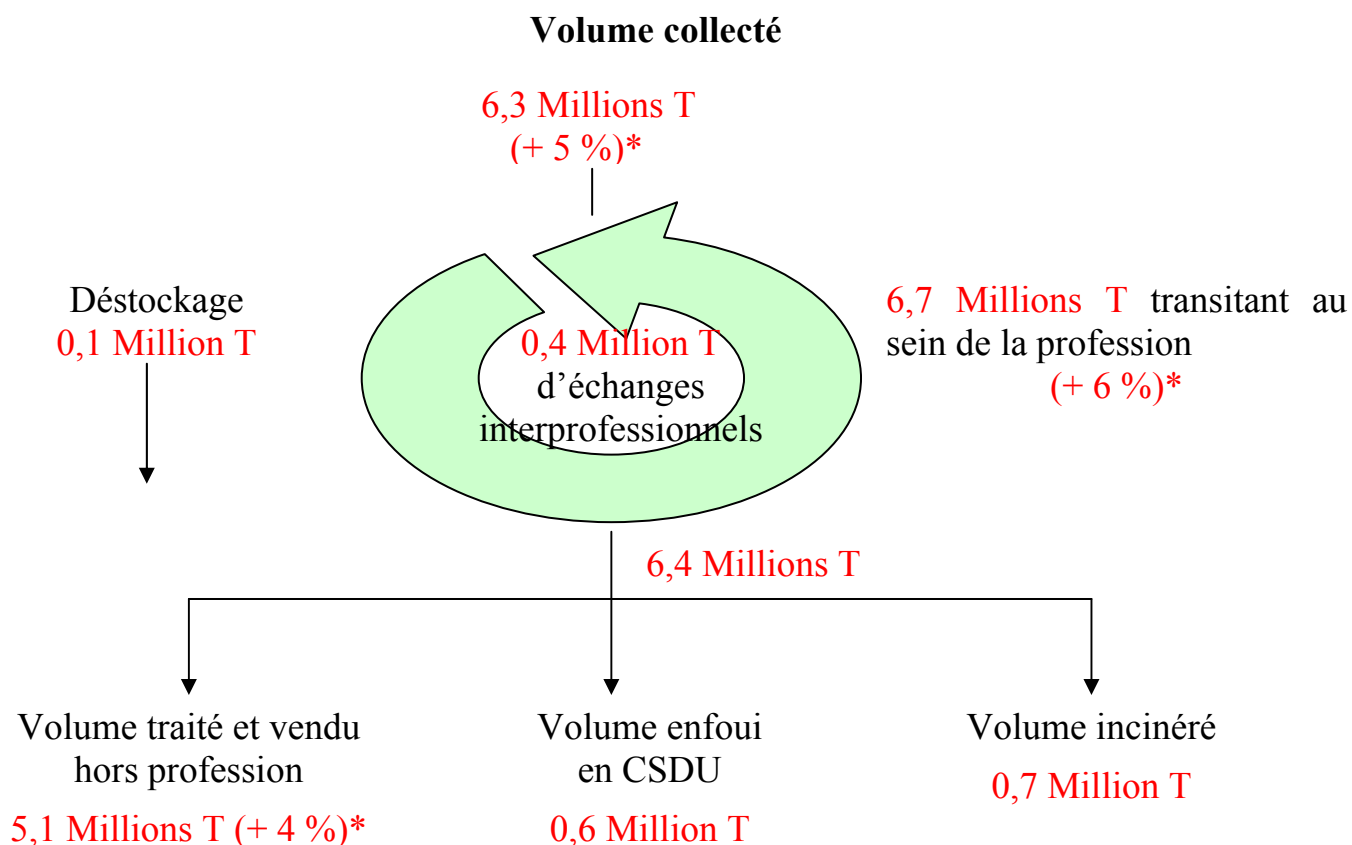 Volume collecté
6,3 Millions T
(+ 5 %)*
Déstockage
0,1 Million T
0,4 Million T
d’échanges
interprofessionnels
6,7 Millions T transitant au
sein de la profession
(+ 6 %)*
6,4 Millions T
Volume traité et vendu
hors profession
5,1 Millions T (+ 4 %)*
Volume enfoui
en CSDU
0,6 Million T
Volume incinéré
0,7 Million T